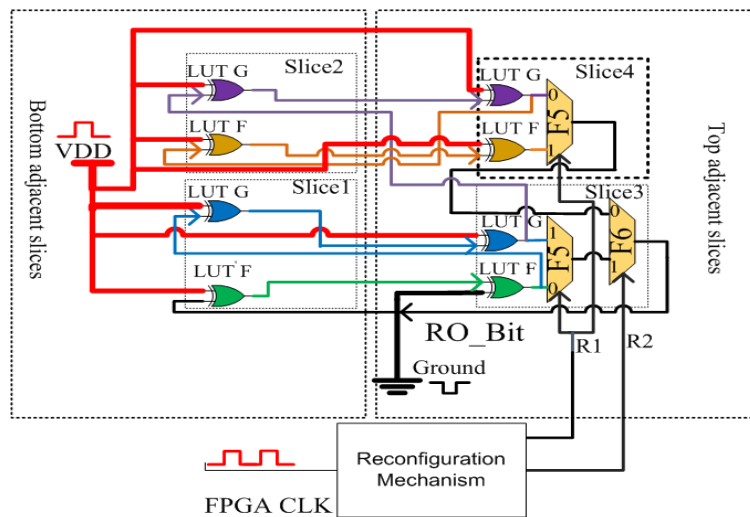 Bottom adjacent slices
VDD
Slice2
LUT G
LUT F
Slice1
LUT G
LUT F
Slice4
LUT G
0
F5
LUT F
1
Slice3
0
LUT G
1
F5
F6
1
LUT F
0
Top adjacent slices
RO_Bit
R1
R2
Ground
Reconfiguration
Mechanism
FPGA CLK